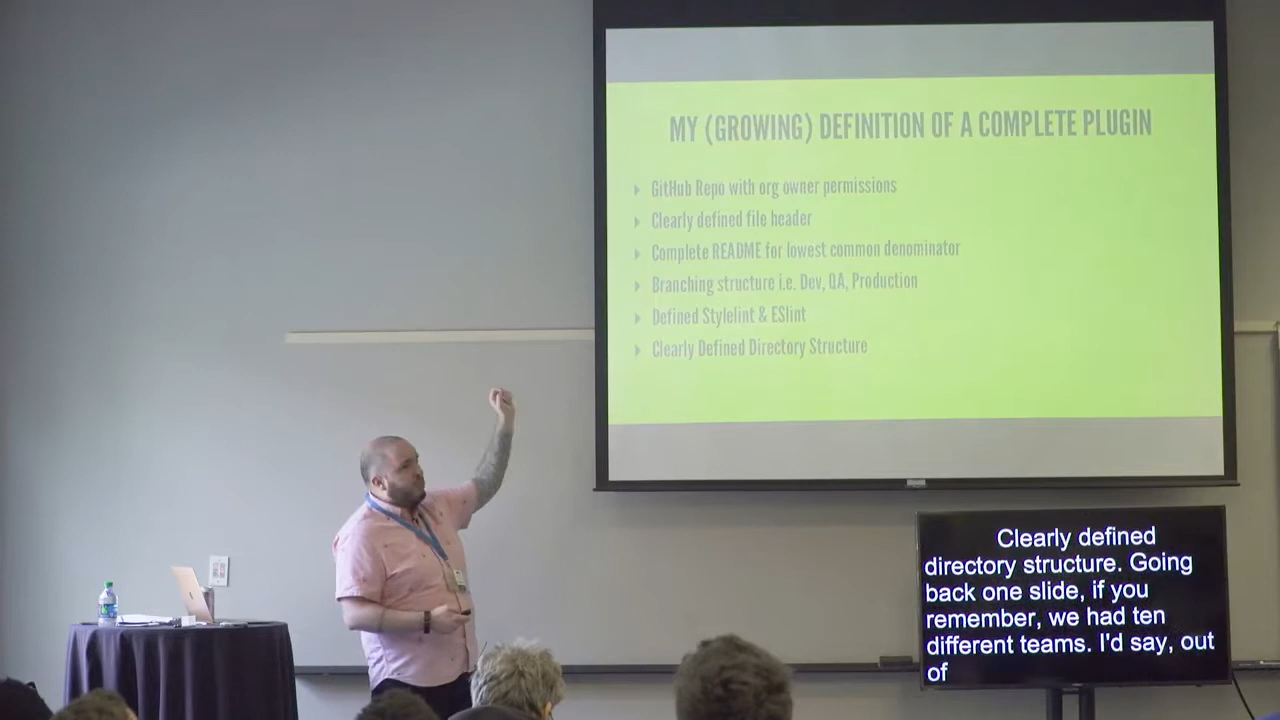 MY (GROWING) DEFINITION OF A COMPLETE PLUGIN
GitHub Repo with org owner permissions
Clearly defined file header
Complete README for lowest common denominator
Branching structure i.e. Dev, QA, Production
Defined Stylelint & ESlint
Clearly Defined Directory Structure
Clearly defined
directory structure. Going
back one slide, if you
remember, we had ten
different teams. I'd say, out
of